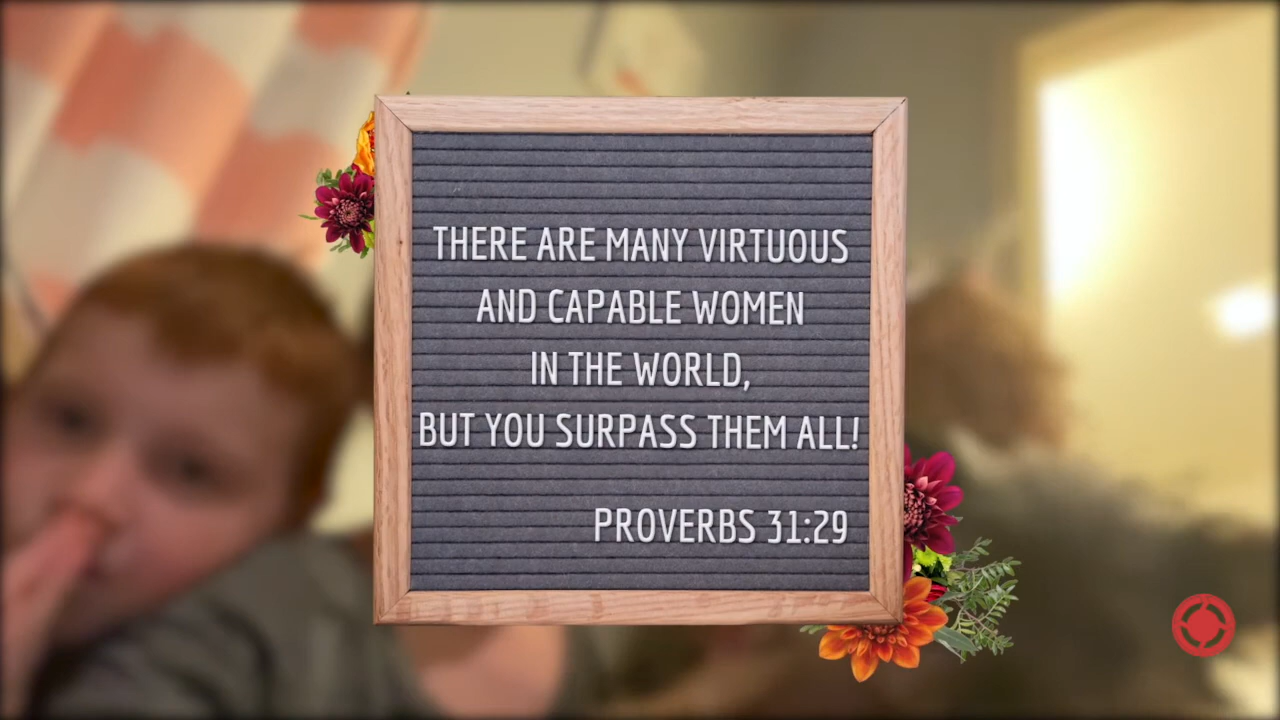 THERE ARE MANY VIRTUOUS
AND CAPABLE WOMEN
IN THE WORLD,
BUT YOU SURPASS THEM ALL!
PROVERBS 31:29